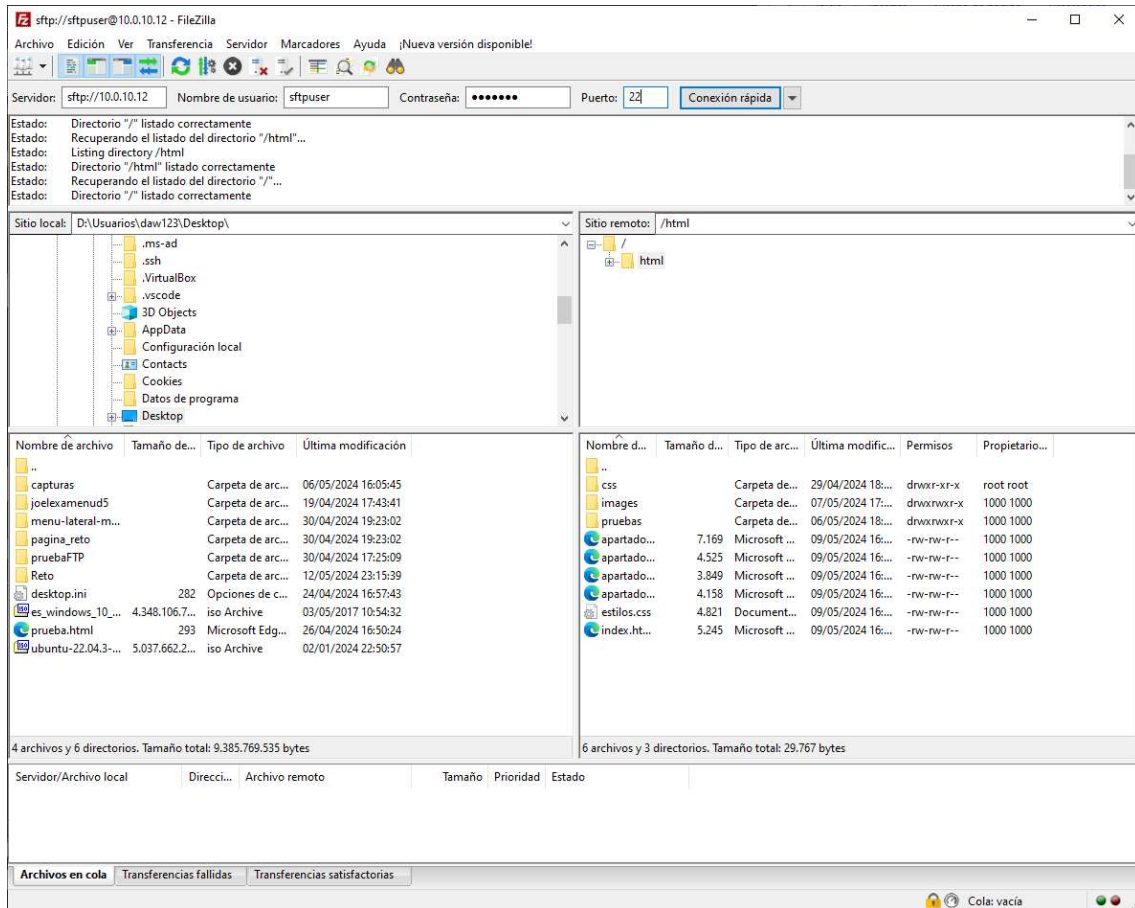 sftp://sftpuser@10.0.10.12 - FileZilla
Archivo Edición Ver Transferencia Servidor Marcadores Ayuda ¡Nueva versión disponible!
Servidor: sftp://10.0.10.12 Nombre de usuario: sftpuser Contraseña: ●●●●●●● Puerto: 22 Conexión rápida
Estado: Directorio "/" listado correctamente
Estado: Recuperando el listado del directorio "/html"...
Estado: Listing directory /html
Estado: Directorio "/html" listado correctamente
Estado: Recuperando el listado del directorio "/"...
Estado: Directorio "/" listado correctamente
Sitio local: D:\Usuarios\daw123\Desktop\
.ms-ad
.ssh
.VirtualBox
.vscode
3D Objects
AppData
Configuración local
Contacts
Cookies
Datos de programa
Desktop
Sitio remoto: /html
/
html
Nombre de archivo Tamaño de... Tipo de archivo Última modificación
..
capturas Carpeta de arc... 06/05/2024 16:05:45
joelexamenud5 Carpeta de arc... 19/04/2024 17:43:41
menu-lateral-m... Carpeta de arc... 30/04/2024 19:23:02
pagina_reto Carpeta de arc... 30/04/2024 19:23:02
pruebaFTP Carpeta de arc... 30/04/2024 17:25:09
Reto Carpeta de arc... 12/05/2024 23:15:39
desktop.ini 282 Opciones de c... 24/04/2024 16:57:43
es_windows_10_... 4.348.106.7... iso Archive 03/05/2017 10:54:32
prueba.html 293 Microsoft Edg... 26/04/2024 16:50:24
ubuntu-22.04.3-... 5.037.662.2... iso Archive 02/01/2024 22:50:57
4 archivos y 6 directorios. Tamaño total: 9.385.769.535 bytes
Nombre d... Tamaño d... Tipo de arc... Última modific... Permisos Propietario...
..
css Carpeta de... 29/04/2024 18:... drwxr-xr-x root root
images Carpeta de... 07/05/2024 17:... drwxrwxr-x 1000 1000
pruebas Carpeta de... 06/05/2024 18:... drwxrwxr-x 1000 1000
apartado... 7.169 Microsoft ... 09/05/2024 16:... -rw-rw-r-- 1000 1000
apartado... 4.525 Microsoft ... 09/05/2024 16:... -rw-rw-r-- 1000 1000
apartado... 3.849 Microsoft ... 09/05/2024 16:... -rw-rw-r-- 1000 1000
apartado... 4.158 Microsoft ... 09/05/2024 16:... -rw-rw-r-- 1000 1000
estilos.css 4.821 Document... 09/05/2024 16:... -rw-rw-r-- 1000 1000
index.ht... 5.245 Microsoft ... 09/05/2024 16:... -rw-rw-r-- 1000 1000
6 archivos y 3 directorios. Tamaño total: 29.767 bytes
Servidor/Archivo local Direcci... Archivo remoto Tamaño Prioridad Estado
Archivos en cola Transferencias fallidas Transferencias satisfactorias
Cola: vacía